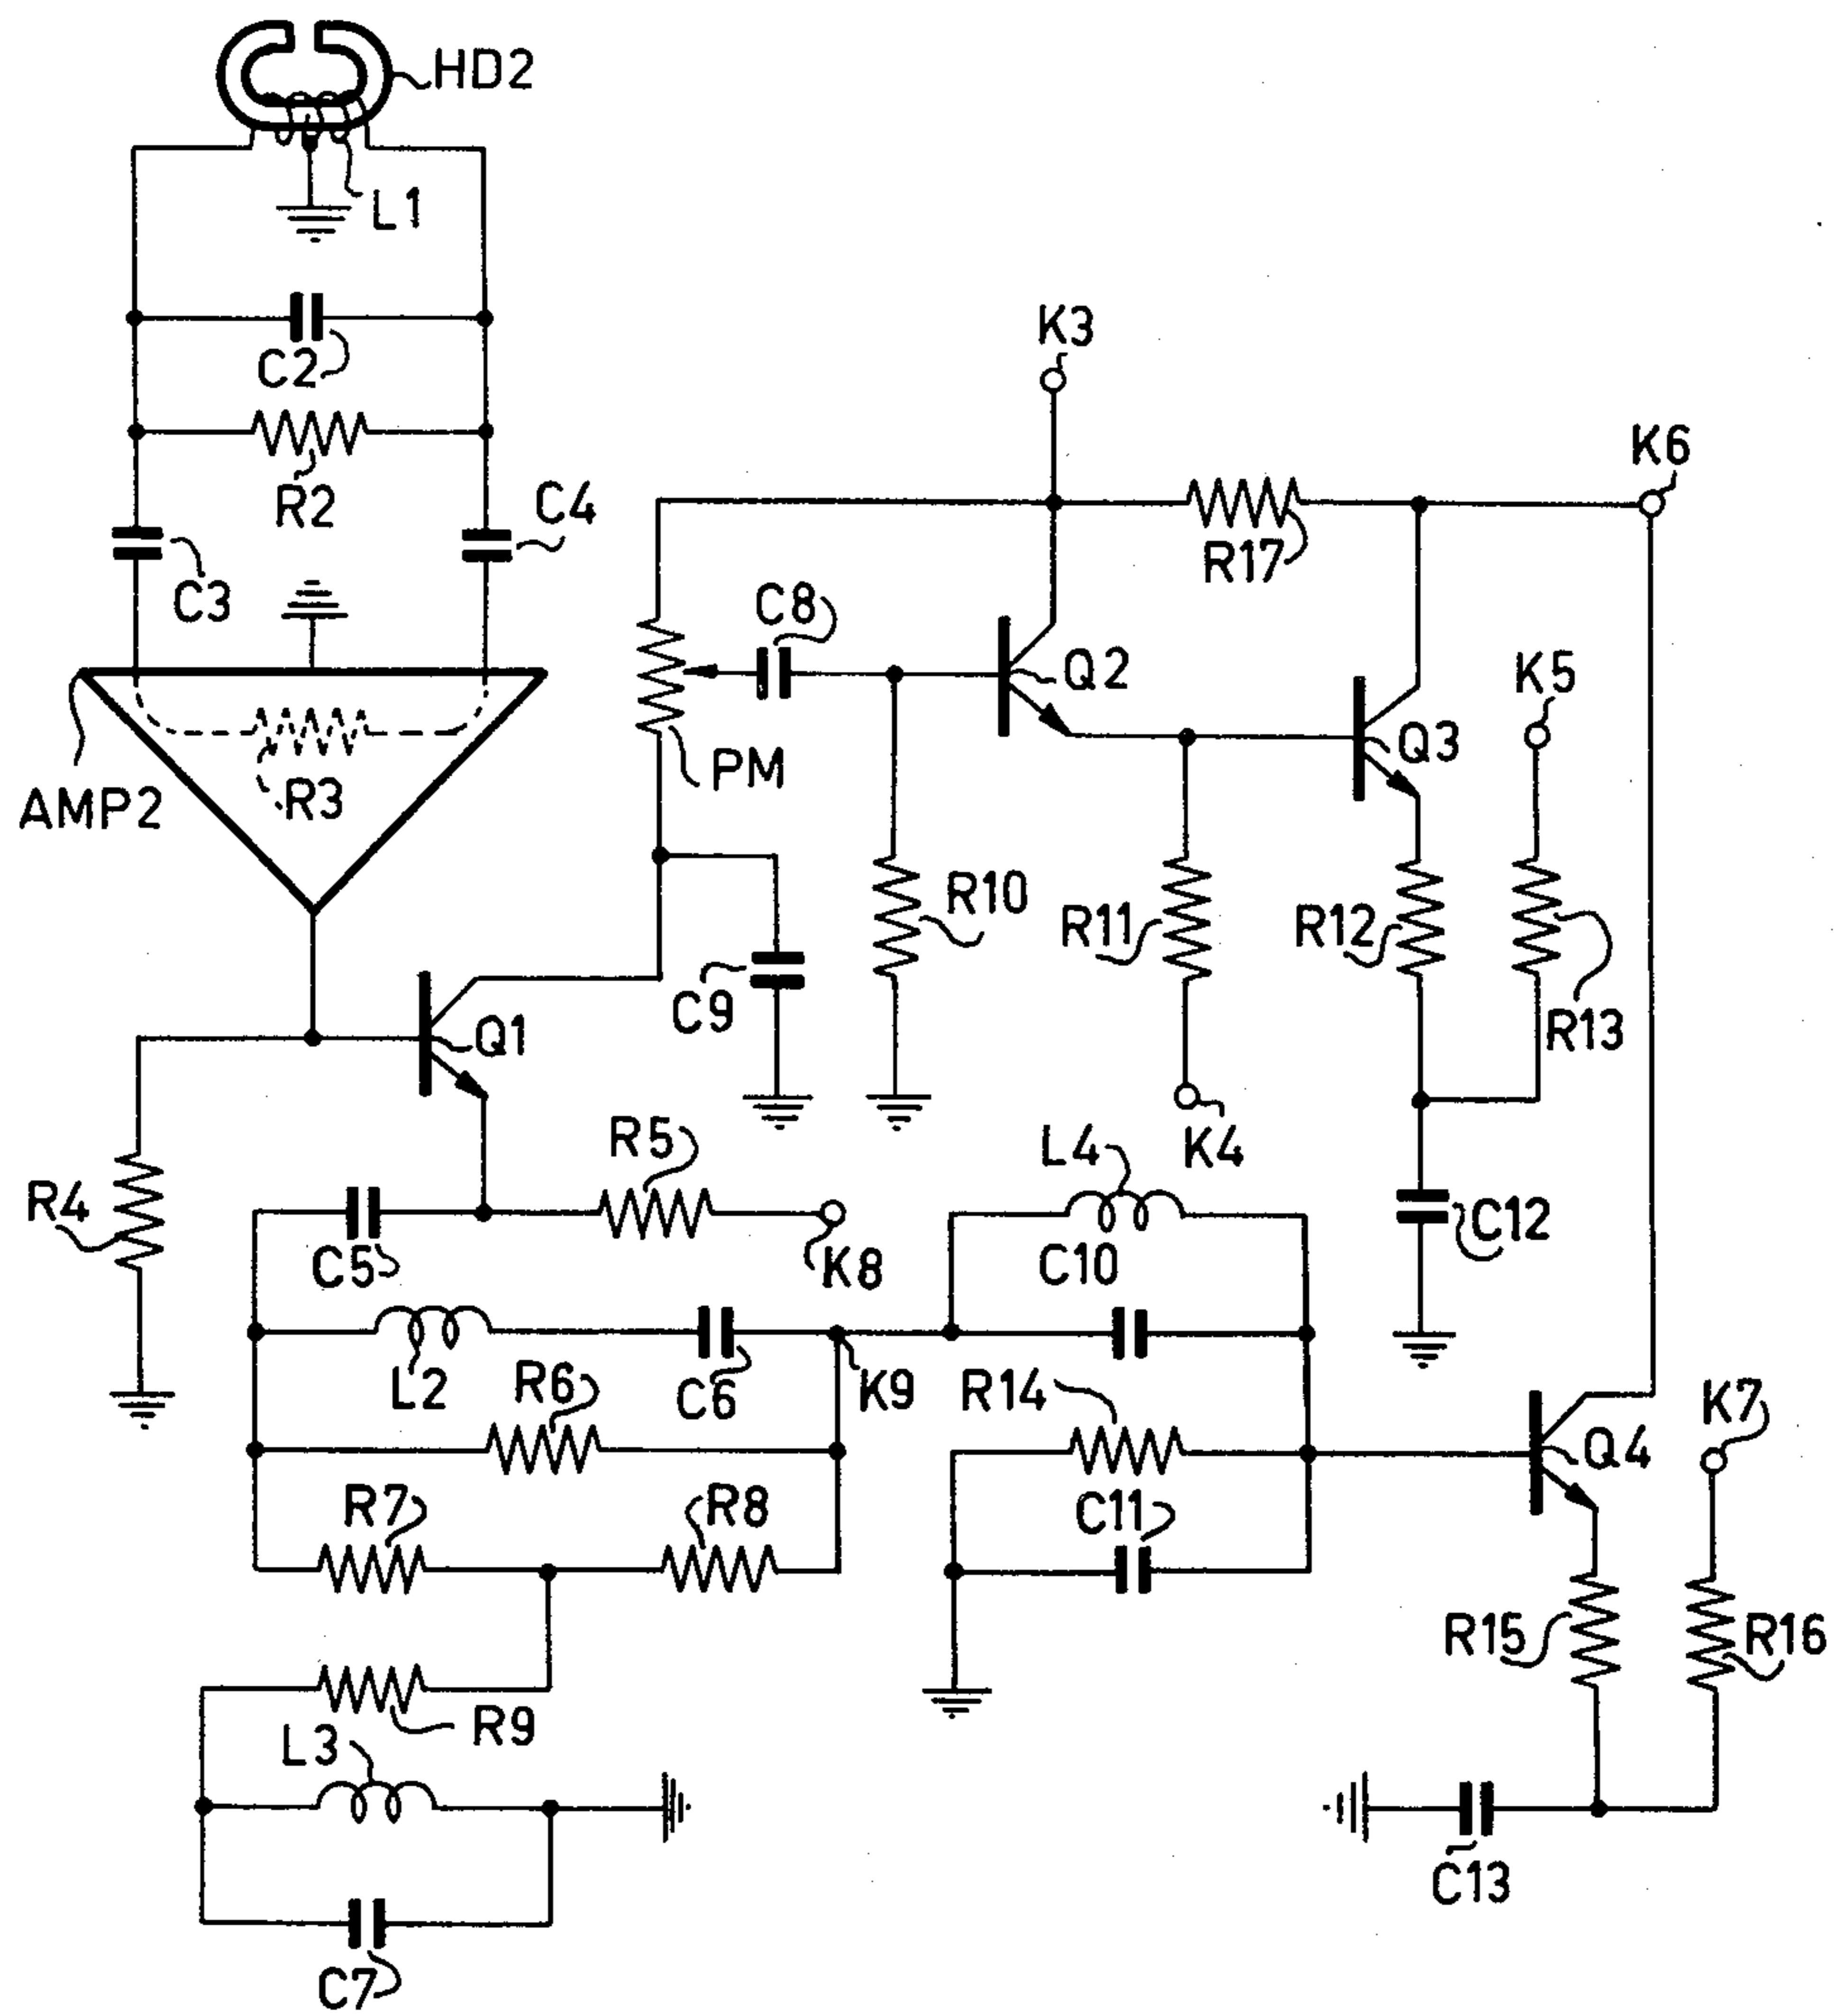 HD2
L1
C2
K3
R2
K6
C4
R17
C3
C8
Q2
K5
PM
Q3
R3
AMP2
R10
R11
R12
C9
R13
Q1
R5
L4
K4
R4
C5
K8
C10
C12
L2
R6
C6
K9
R14
K7
Q4
R7
R8
C11
R15
R16
R9
L3
C13
C7